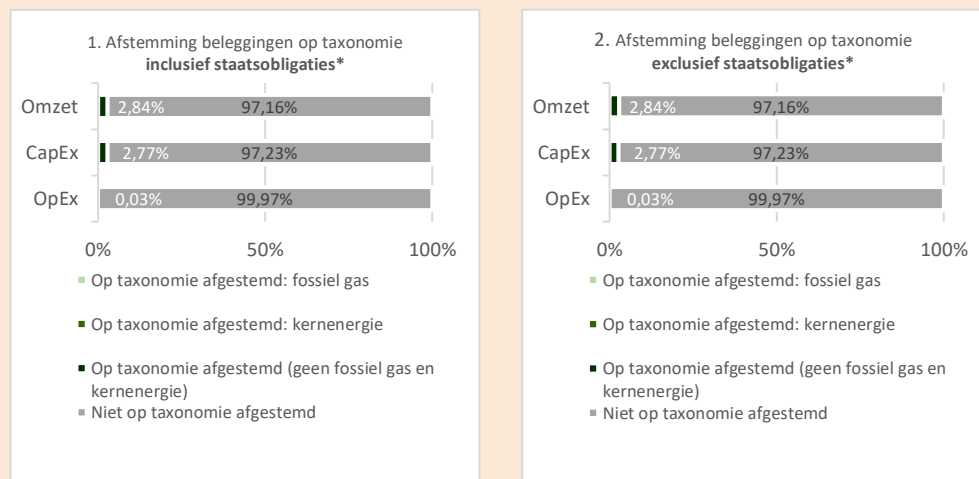 1. Afstemming beleggingen op taxonomie
inclusief staatsobligaties*
Omzet 2,84% 97,16%
CapEx 2,77% 97,23%
OpEx 0,03% 99,97%
0% 50% 100%
Op taxonomie afgestemd: fossiel gas
Op taxonomie afgestemd: kernenergie
Op taxonomie afgestemd (geen fossiel gas en
kernenergie)
Niet op taxonomie afgestemd
2. Afstemming beleggingen op taxonomie
exclusief staatsobligaties*
Omzet 2,84% 97,16%
CapEx 2,77% 97,23%
OpEx 0,03% 99,97%
0% 50% 100%
Op taxonomie afgestemd: fossiel gas
Op taxonomie afgestemd: kernenergie
Op taxonomie afgestemd (geen fossiel gas en
kernenergie)
Niet op taxonomie afgestemd